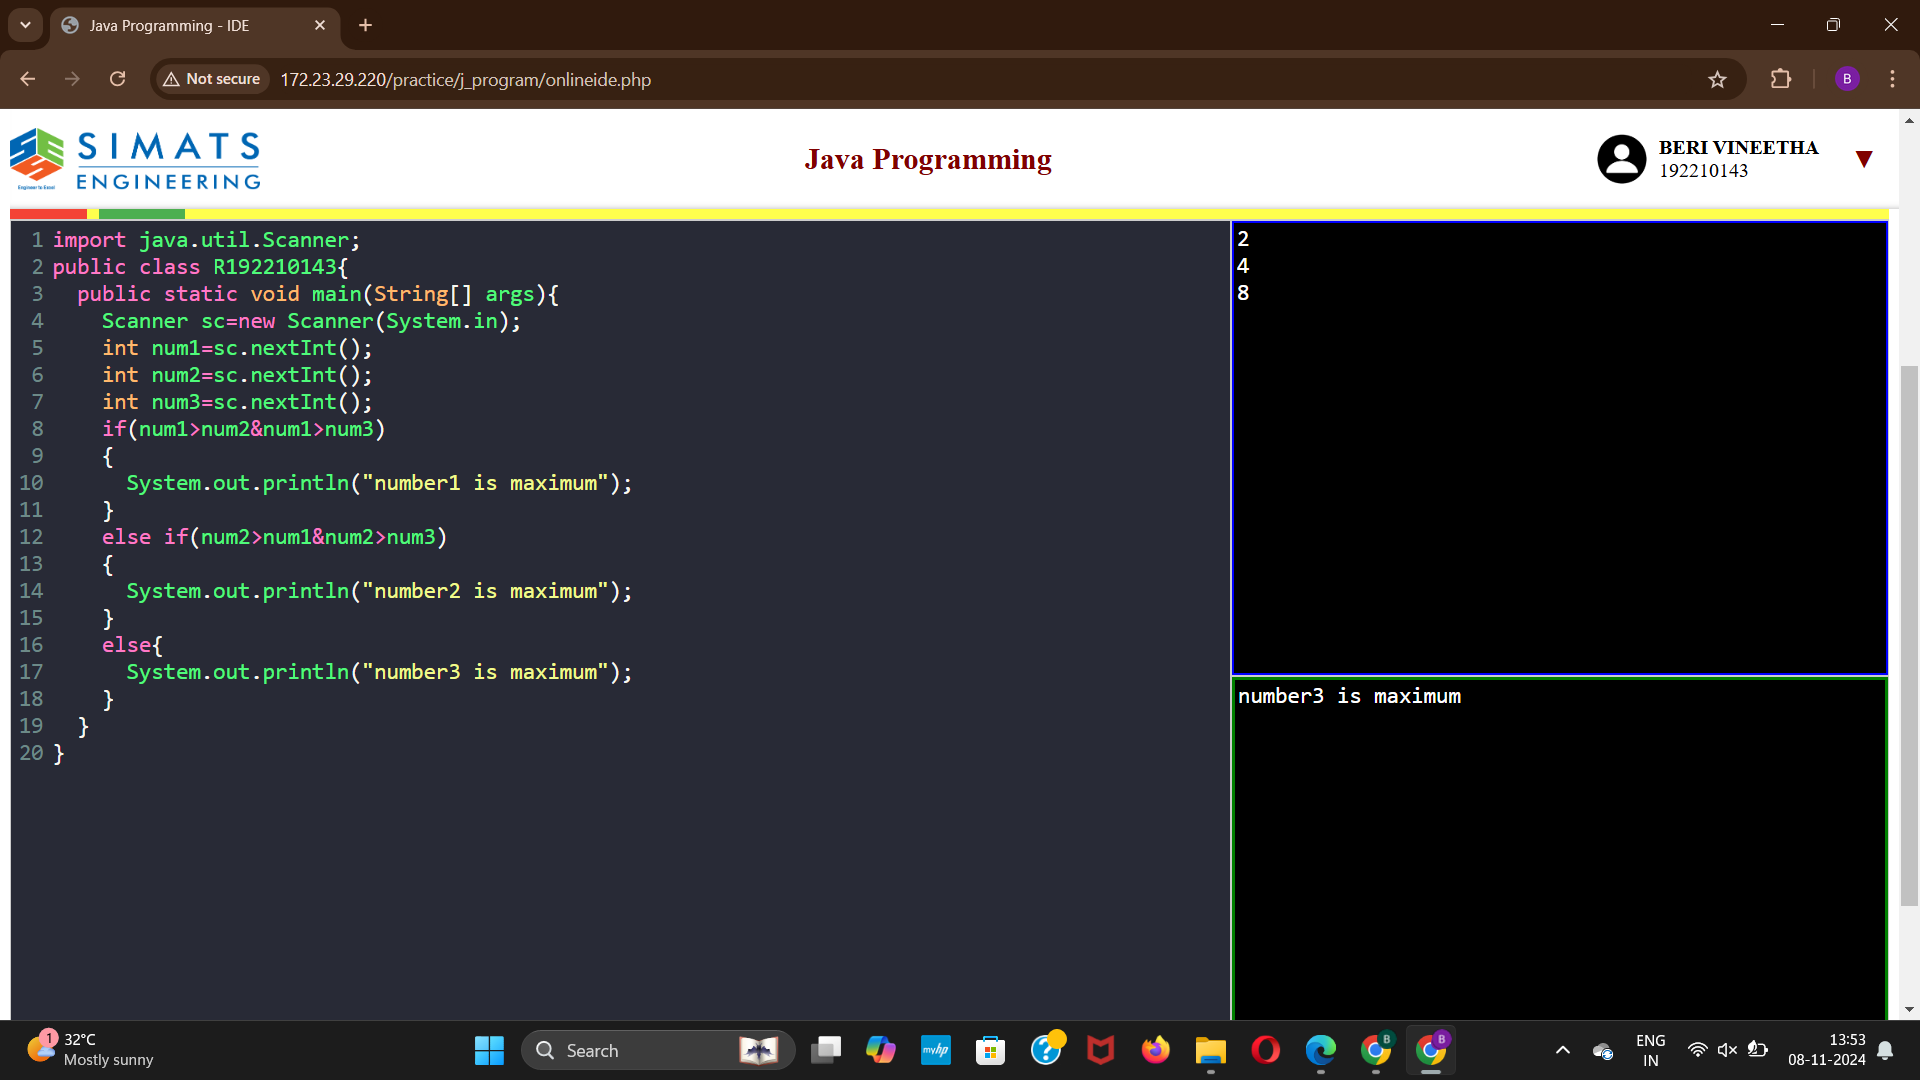 Java Programming - IDE
Not secure
172.23.29.220/practice/j_program/onlineide.php
B
SIMATS
ENGINEERING
Engineer to Excel
Java Programming
BERI VINEETHA
192210143
1 import java.util.Scanner;
2 public class R192210143{
3   public static void main(String[] args){
4     Scanner sc=new Scanner(System.in);
5     int num1=sc.nextInt();
6     int num2=sc.nextInt();
7     int num3=sc.nextInt();
8     if(num1>num2&num1>num3)
9     {
10       System.out.println("number1 is maximum");
11     }
12     else if(num2>num1&num2>num3)
13     {
14       System.out.println("number2 is maximum");
15     }
16     else{
17       System.out.println("number3 is maximum");
18     }
19   }
20 }
2
4
8
number3 is maximum
1
32°C
Mostly sunny
Search
myhp
B
B
ENG
IN
13:53
08-11-2024